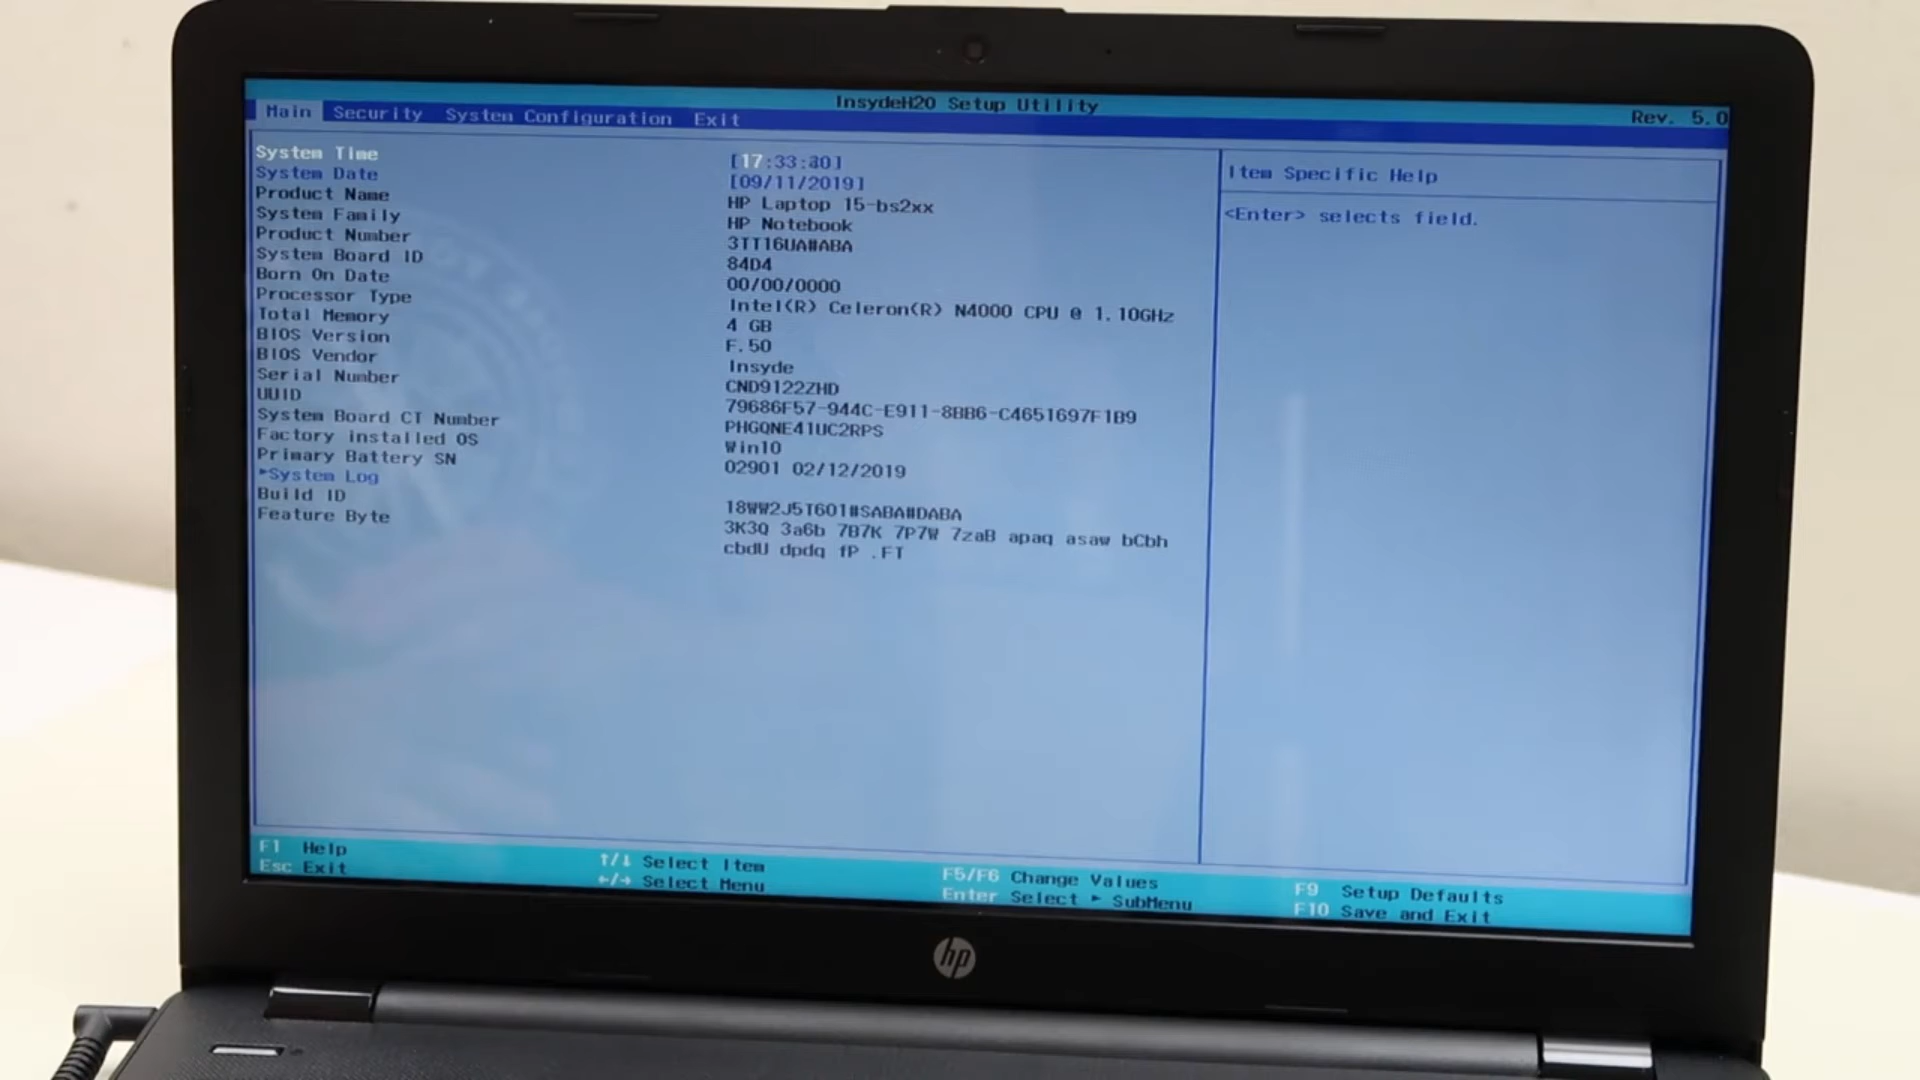 InsydeH20 Setup Utility
Rev. 5.0
Main Security System Configuration Exit
System Time [17:33:30]
System Date [09/11/2019]
Product Name HP Laptop 15-bs2xx
System Family HP Notebook
Product Number 3TT16UA#ABA
System Board ID 84D4
Born On Date 00/00/0000
Processor Type Intel(R) Celeron(R) N4000 CPU @ 1.10GHz
Total Memory 4 GB
BIOS Version F.50
BIOS Vendor Insyde
Serial Number CND9122ZHD
UUID 79686F57-944C-E911-8BB6-C4651697F1B9
System Board CT Number PHGQNE41UC2RPS
Factory installed OS Win10
Primary Battery SN 02901 02/12/2019
►System Log
Build ID 18WW2J5T601#SABA#DABA
Feature Byte 3K3Q 3a6b 7B7K 7P7W 7zaB apaq asaw bCbh
cbdU dpdq fP .FT
Item Specific Help
<Enter> selects field.
F1 Help ↑/↓ Select Item F5/F6 Change Values F9 Setup Defaults
Esc Exit ←/→ Select Menu Enter Select ► SubMenu F10 Save and Exit
hp